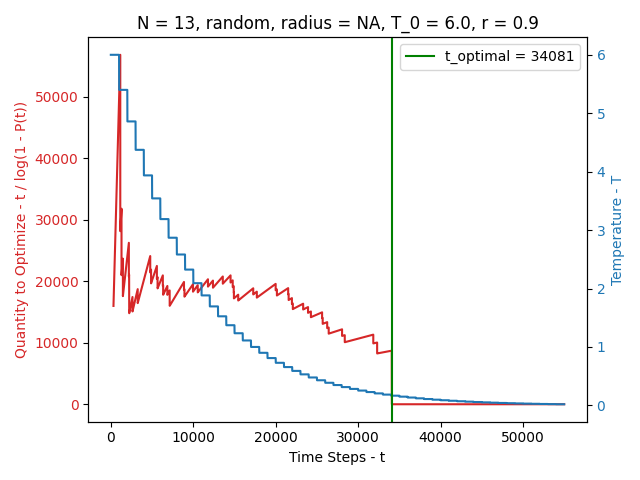 N = 13, random, radius = NA, T_0 = 6.0, r = 0.9
t_optimal = 34081
Quantity to Optimize - t / log(1 - P(t))
50000
40000
30000
20000
10000
0
6
5
4
3
2
1
0
Temperature - T
0 10000 20000 30000 40000 50000
Time Steps - t